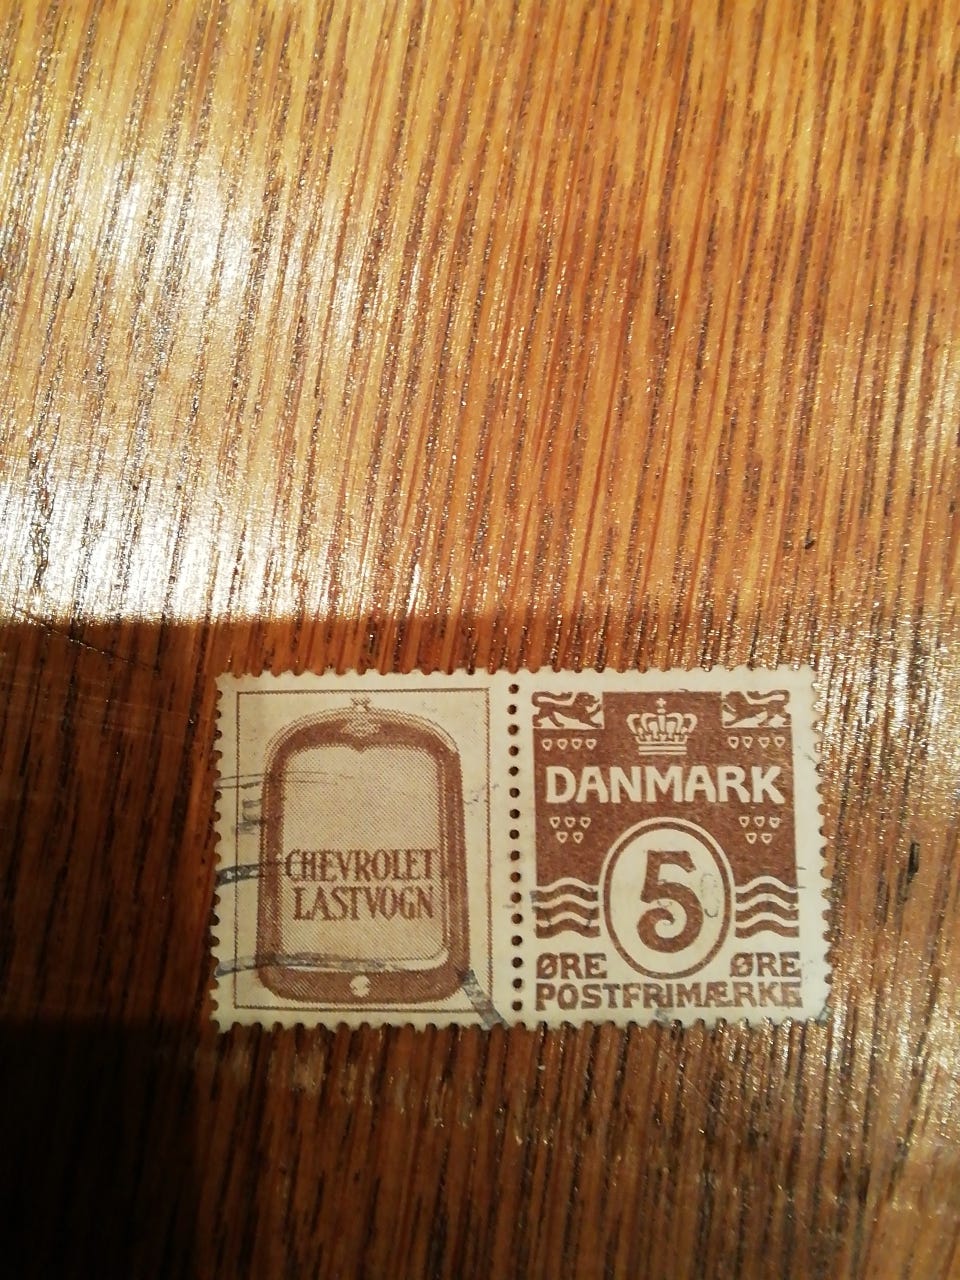 CHEVROLET
LASTVOGN
DANMARK
5
ØRE ØRE
POSTFRIMÆRKE